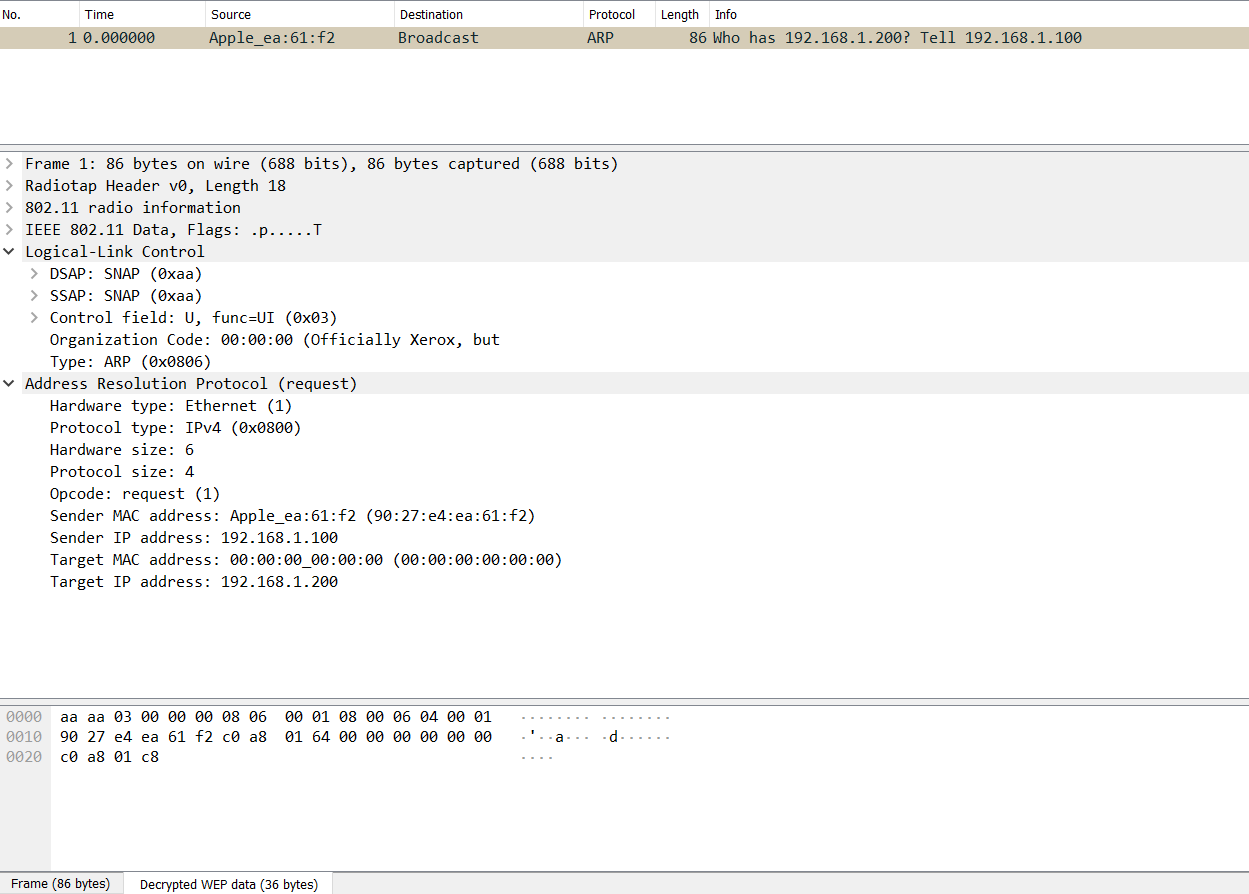 No. Time Source Destination Protocol Length Info
1 0.000000 Apple_ea:61:f2 Broadcast ARP 86 Who has 192.168.1.200? Tell 192.168.1.100
Frame 1: 86 bytes on wire (688 bits), 86 bytes captured (688 bits)
Radiotap Header v0, Length 18
802.11 radio information
IEEE 802.11 Data, Flags: .p.....T
Logical-Link Control
DSAP: SNAP (0xaa)
SSAP: SNAP (0xaa)
Control field: U, func=UI (0x03)
Organization Code: 00:00:00 (Officially Xerox, but
Type: ARP (0x0806)
Address Resolution Protocol (request)
Hardware type: Ethernet (1)
Protocol type: IPv4 (0x0800)
Hardware size: 6
Protocol size: 4
Opcode: request (1)
Sender MAC address: Apple_ea:61:f2 (90:27:e4:ea:61:f2)
Sender IP address: 192.168.1.100
Target MAC address: 00:00:00_00:00:00 (00:00:00:00:00:00)
Target IP address: 192.168.1.200
0000 aa aa 03 00 00 00 08 06 00 01 08 00 06 04 00 01 ········ ········
0010 90 27 e4 ea 61 f2 c0 a8 01 64 00 00 00 00 00 00 ·'··a··· ·d······
0020 c0 a8 01 c8 ····
Frame (86 bytes) Decrypted WEP data (36 bytes)